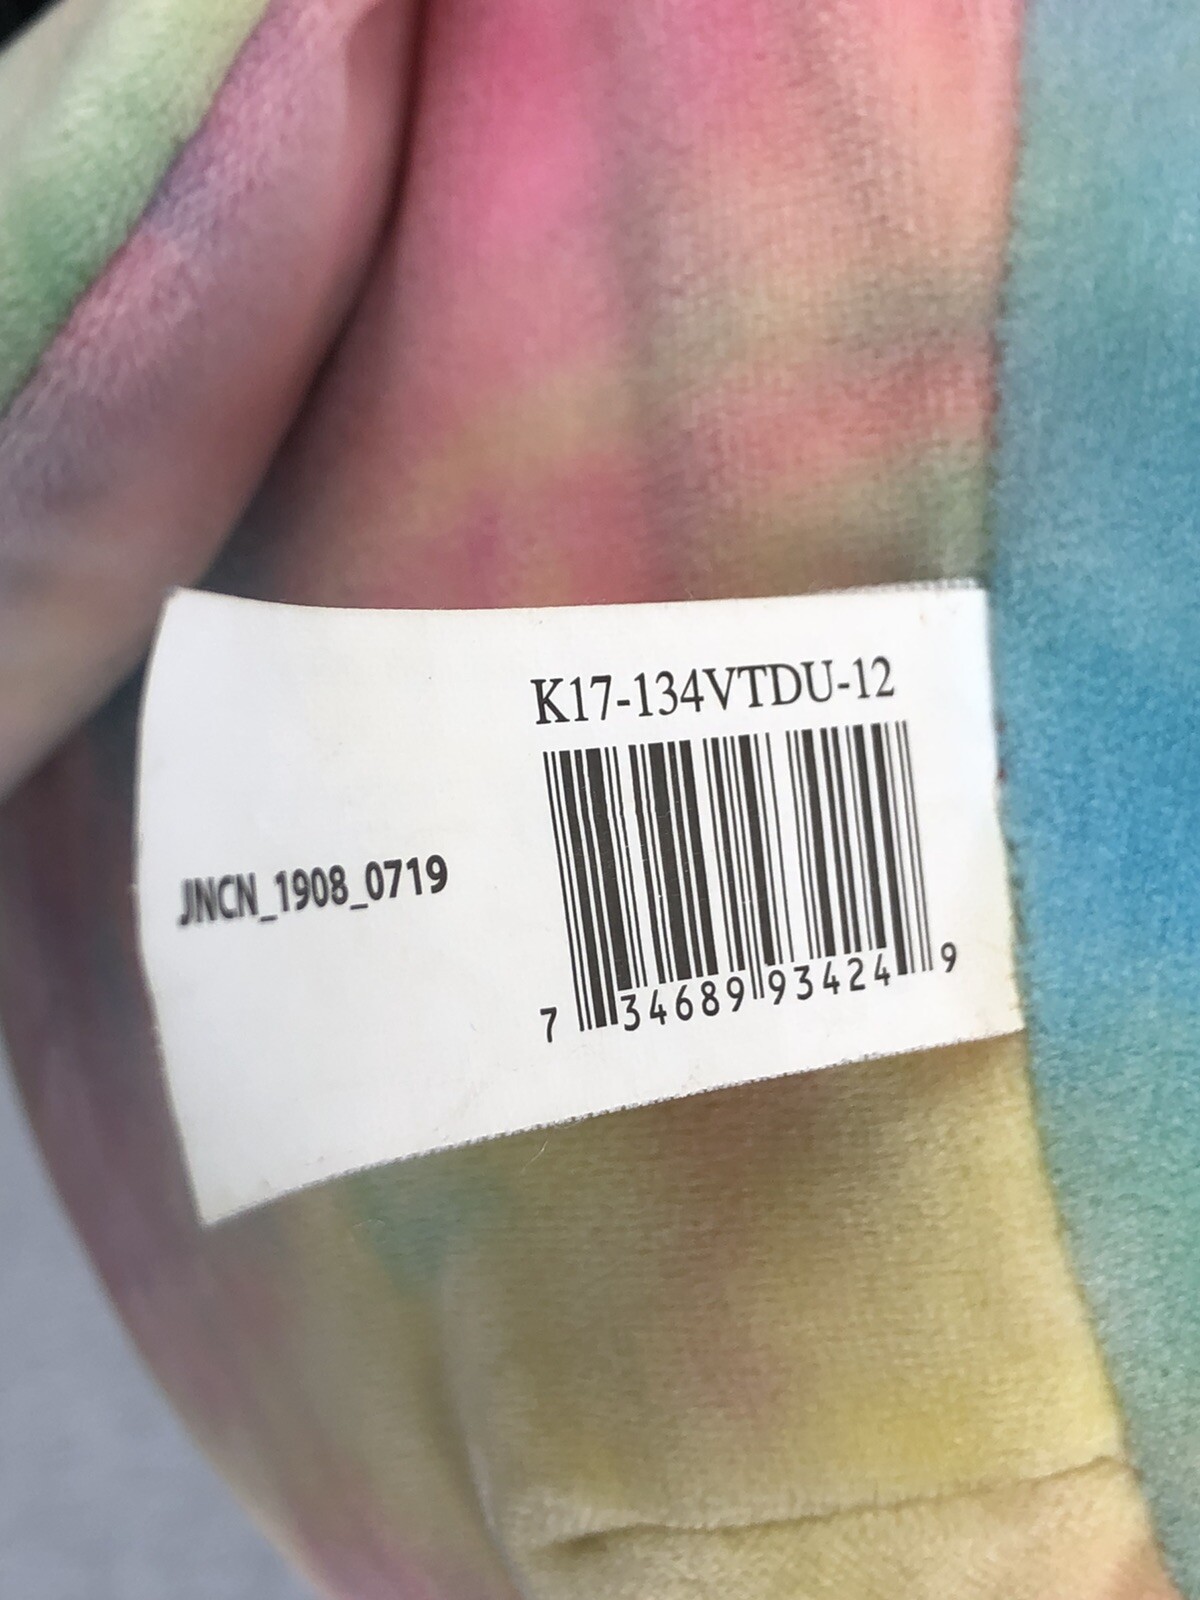 K17-134VTDU-12
JNCN_1908_0719
7 34689 93424 9